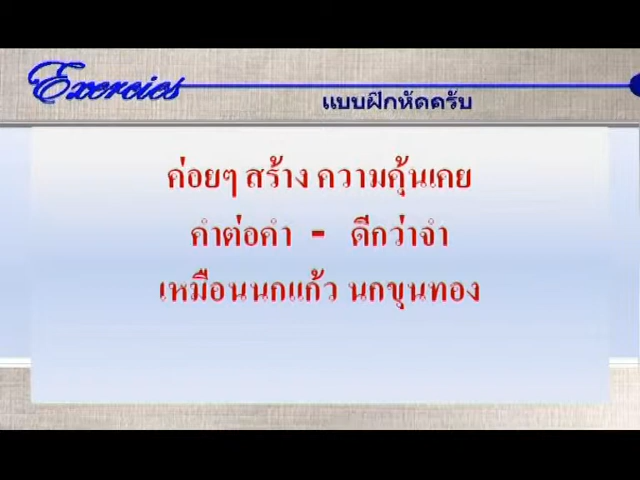 Exercies
แบบฝึกหัดครับ
ค่อยๆ สร้าง ความคุ้นเคย
คำต่อคำ - ดีกว่าจำ
เหมือนนกแก้ว นกขุนทอง